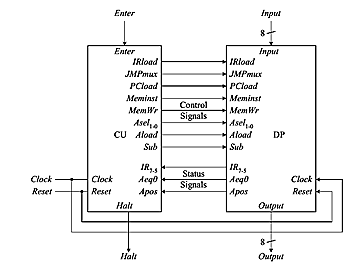 Enter Input
8
Enter Input
IRload IRload
JMPmux JMPmux
PCload PCload
Meminst Meminst
MemWr Control MemWr
Asel1-0 Signals Asel1-0
CU Aload Aload DP
Sub Sub
IR7-5 IR7-5
Clock Clock Aeq0 Status Aeq0 Clock
Reset Reset Apos Signals Apos Reset
Halt Output
8
Halt Output